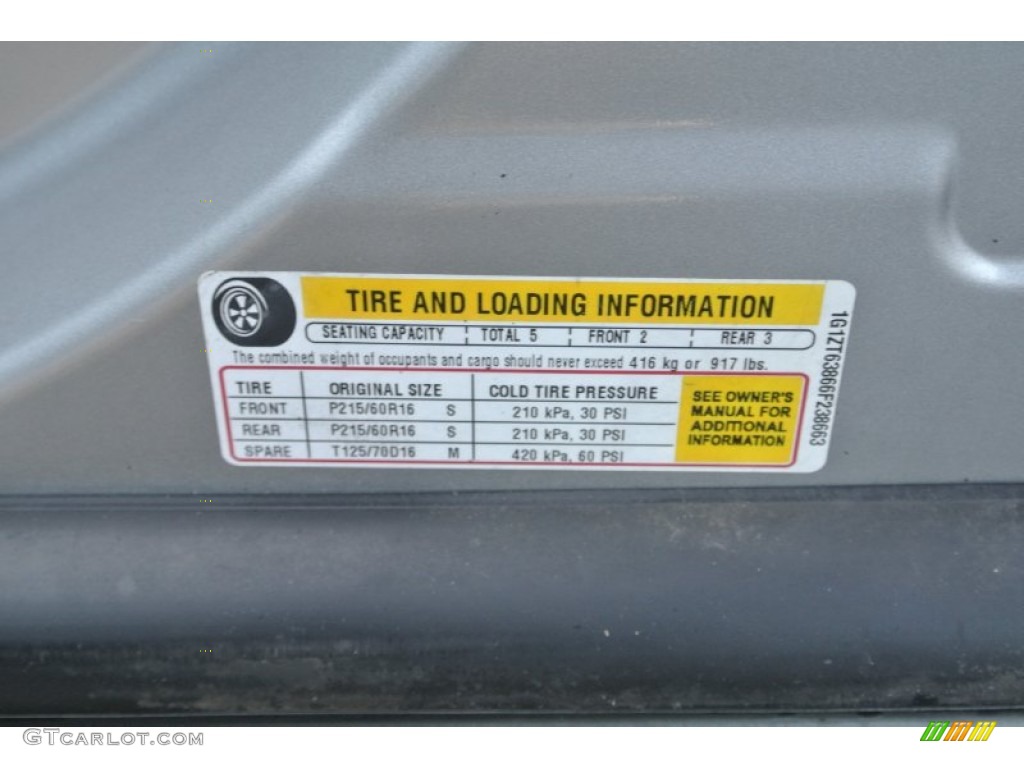 TIRE AND LOADING INFORMATION
SEATING CAPACITY TOTAL 5 FRONT 2 REAR 3
The combined weight of occupants and cargo should never exceed 416 kg or 917 lbs.
TIRE ORIGINAL SIZE COLD TIRE PRESSURE
FRONT P215/60R16 S 210 kPa, 30 PSI
REAR P215/60R16 S 210 kPa, 30 PSI
SPARE T125/70D16 M 420 kPa, 60 PSI
SEE OWNER'S
MANUAL FOR
ADDITIONAL
INFORMATION
1G1ZT63866F238663
GTCARLOT.COM